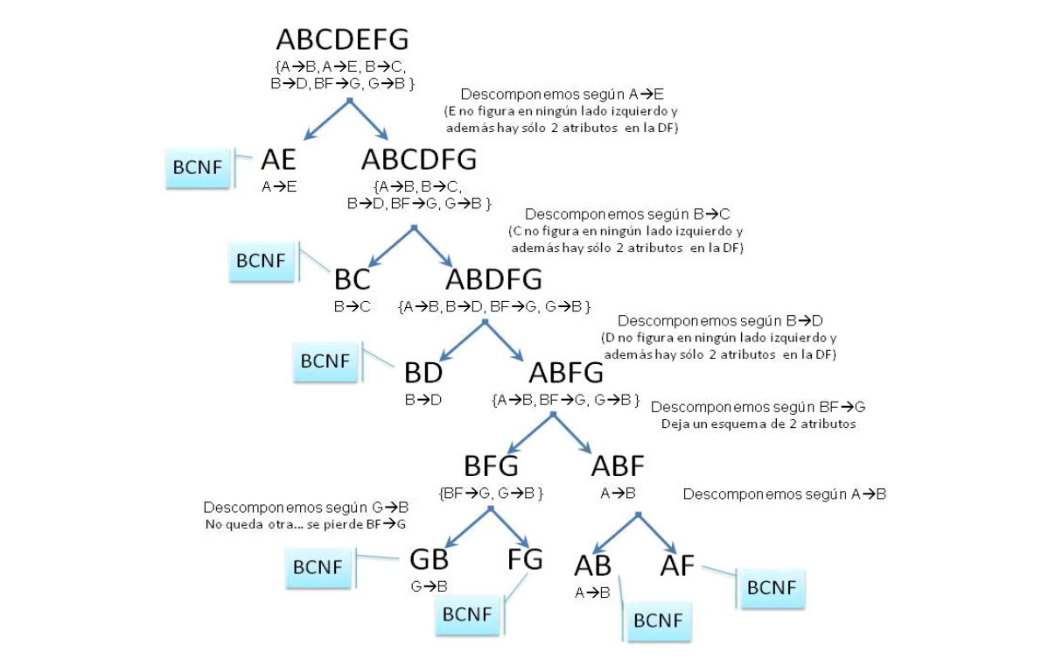 ABCDEFG
{A→B, A→E, B→C,
B→D, BF→G, G→B }
Descomponemos según A→E
(E no figura en ningún lado izquierdo y
además hay sólo 2 atributos en la DF)
BCNF
AE
A→E
ABCDFG
{A→B, B→C,
B→D, BF→G, G→B }
Descomponemos según B→C
(C no figura en ningún lado izquierdo y
además hay sólo 2 atributos en la DF)
BCNF
BC
B→C
ABDFG
{A→B, B→D, BF→G, G→B }
Descomponemos según B→D
(D no figura en ningún lado izquierdo y
además hay sólo 2 atributos en la DF)
BCNF
BD
B→D
ABFG
{A→B, BF→G, G→B }
Descomponemos según BF→G
Deja un esquema de 2 atributos
BFG
{BF→G, G→B }
ABF
A→B
Descomponemos según A→B
Descomponemos según G→B
No queda otra... se pierde BF→G
BCNF
GB
G→B
FG
BCNF
AB
A→B
BCNF
AF
BCNF